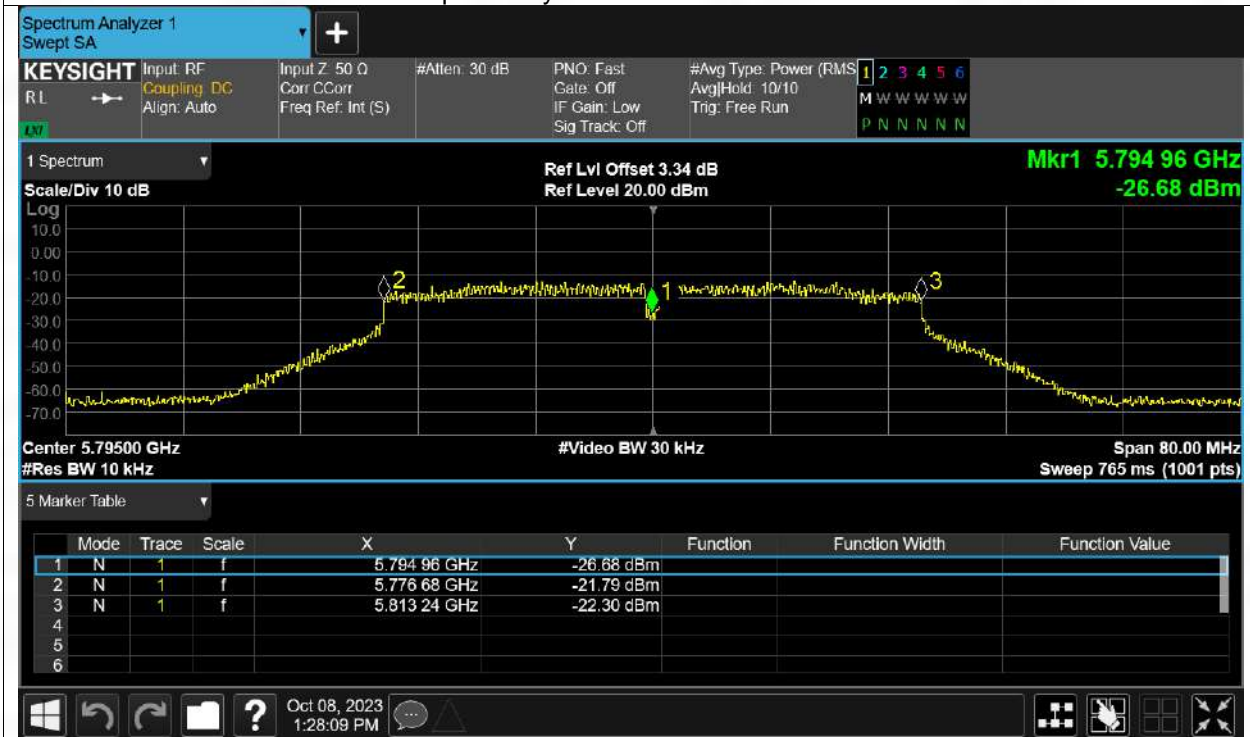 Spectrum Analyzer 1
Swept SA
+
KEYSIGHT
RL
LXI
Input: RF
Coupling: DC
Align: Auto
Input Z: 50 Ω
Corr CCorr
Freq Ref: Int (S)
#Atten: 30 dB
PNO: Fast
Gate: Off
IF Gain: Low
Sig Track: Off
#Avg Type: Power (RMS
Avg|Hold: 10/10
Trig: Free Run
1 2 3 4 5 6
M W W W W W
P N N N N N
1 Spectrum
Scale/Div 10 dB
Ref Lvl Offset 3.34 dB
Ref Level 20.00 dBm
Mkr1 5.794 96 GHz
-26.68 dBm
Log
10.0
0.00
-10.0
-20.0
-30.0
-40.0
-50.0
-60.0
-70.0
2
1
3
Center 5.79500 GHz
#Res BW 10 kHz
#Video BW 30 kHz
Span 80.00 MHz
Sweep 765 ms (1001 pts)
5 Marker Table
Mode Trace Scale X Y Function Function Width Function Value
1 N 1 f 5.794 96 GHz -26.68 dBm
2 N 1 f 5.776 68 GHz -21.79 dBm
3 N 1 f 5.813 24 GHz -22.30 dBm
4
5
6
?
Oct 08, 2023
1:28:09 PM